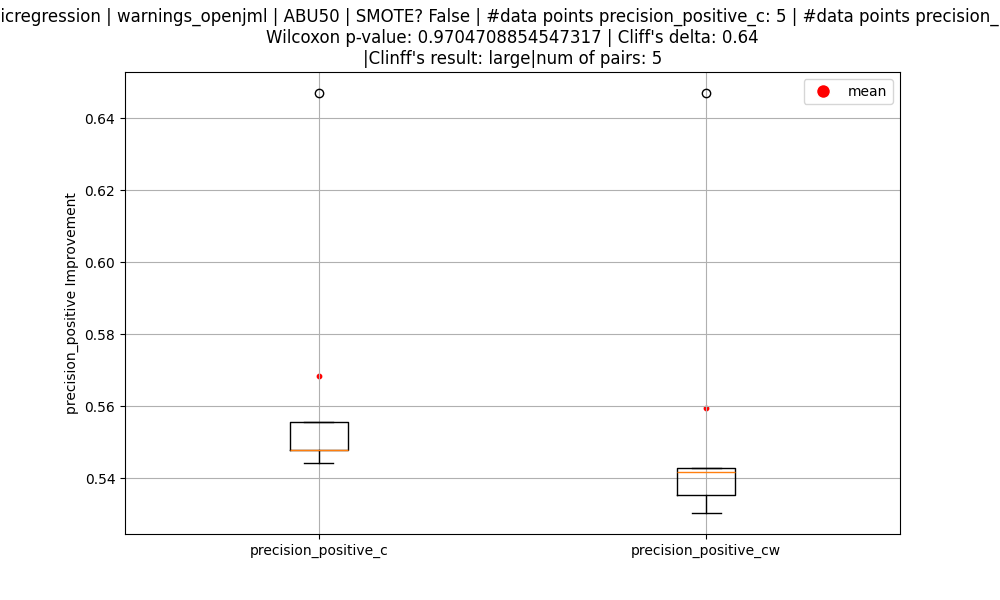 icregression | warnings_openjml | ABU50 | SMOTE? False | #data points precision_positive_c: 5 | #data points precision_
Wilcoxon p-value: 0.9704708854547317 | Cliff's delta: 0.64
|Clinff's result: large|num of pairs: 5
mean
0.64
0.62
0.60
0.58
0.56
0.54
precision_positive Improvement
precision_positive_c
precision_positive_cw